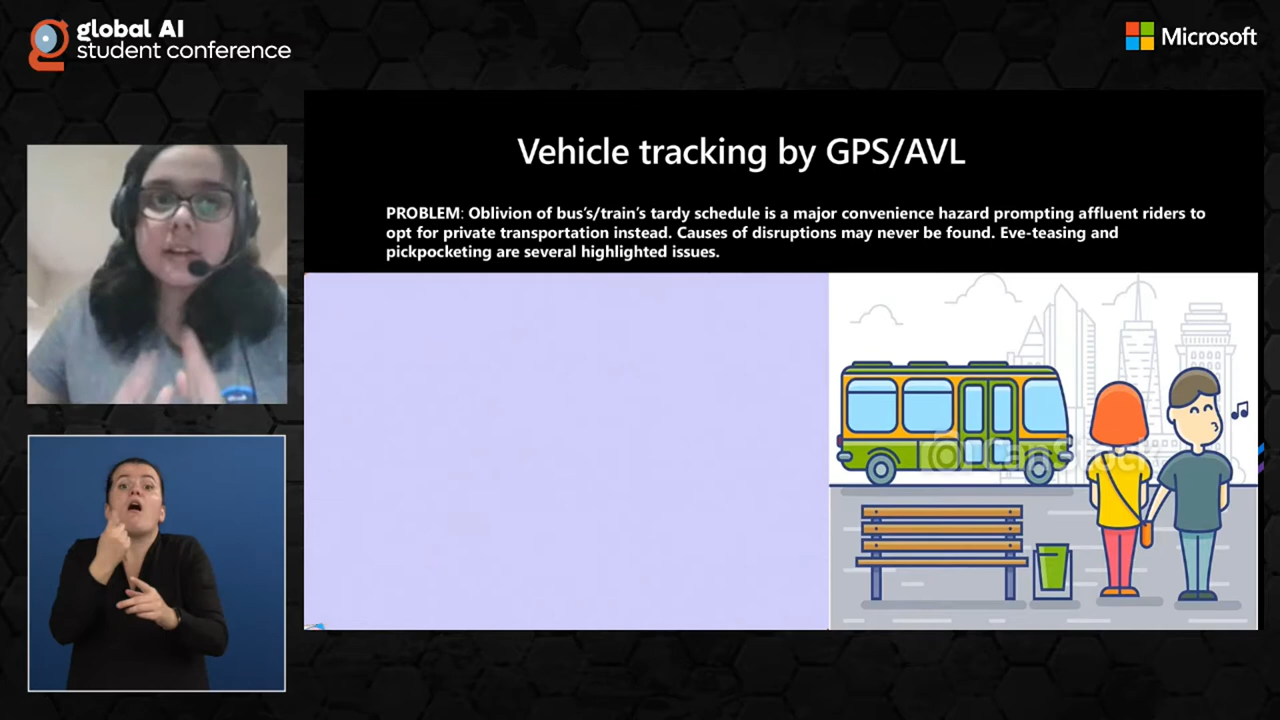 global AI
student conference
Microsoft
Vehicle tracking by GPS/AVL
PROBLEM: Oblivion of bus's/train's tardy schedule is a major convenience hazard prompting affluent riders to
opt for private transportation instead. Causes of disruptions may never be found. Eve-teasing and
pickpocketing are several highlighted issues.
CanStock